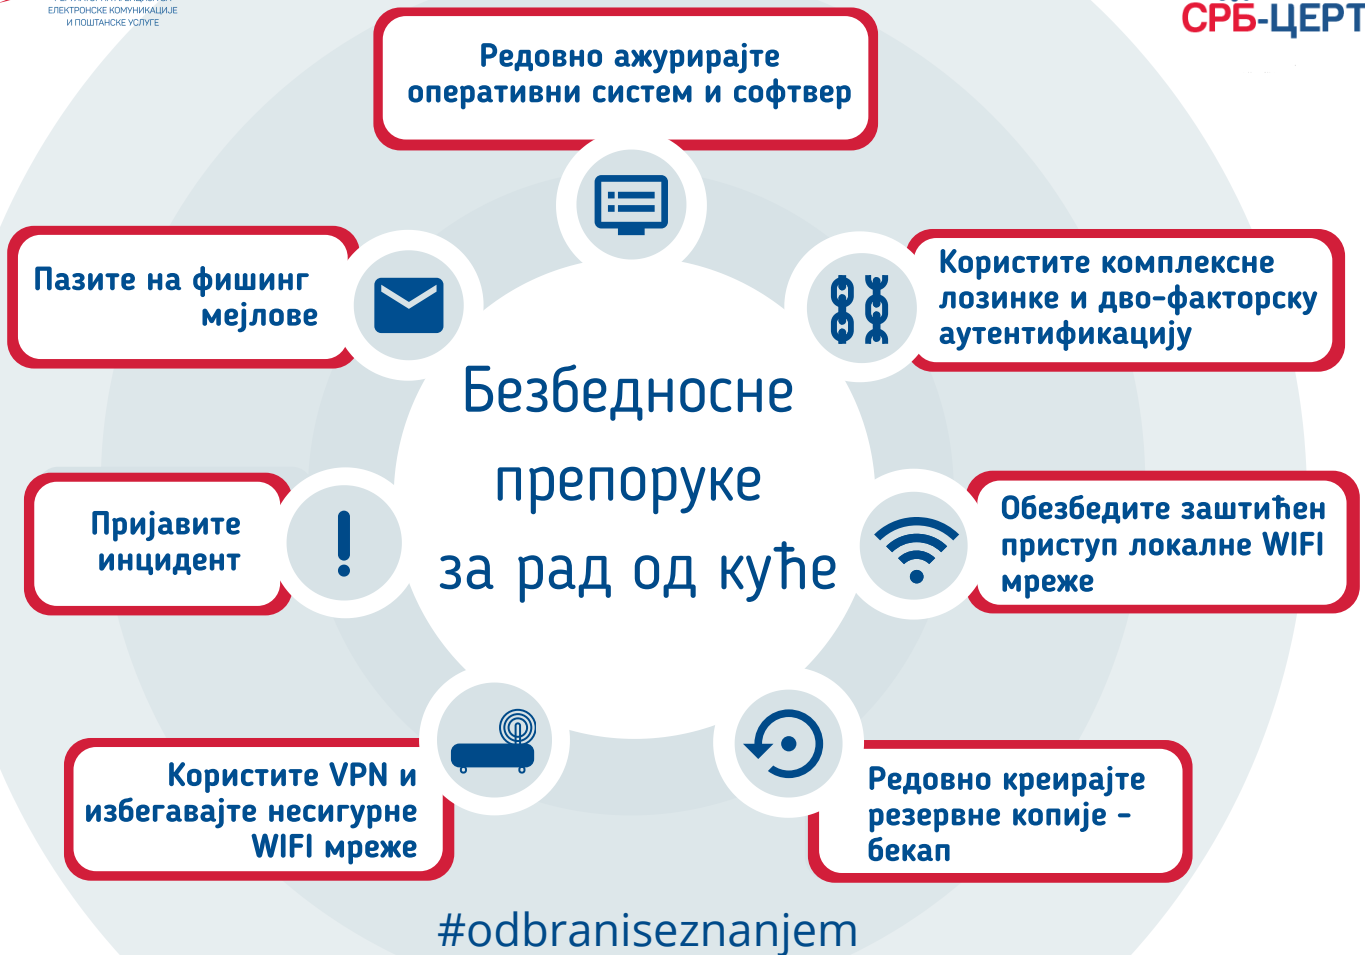 ЕЛЕКТРОНСКЕ КОМУНИКАЦИЈЕ
И ПОШТАНСКЕ УСЛУГЕ
СРБ-ЦЕРТ
Редовно ажурирајте
оперативни систем и софтвер
Пазите на фишинг
мејлове
Користите комплексне
лозинке и дво-факторску
аутентификацију
Безбедносне
препоруке
за рад од куће
Пријавите
инцидент
Обезбедите заштићен
приступ локалне WIFI
мреже
Користите VPN и
избегавајте несигурне
WIFI мреже
Редовно креирајте
резервне копије -
бекап
#odbraniseznanjem